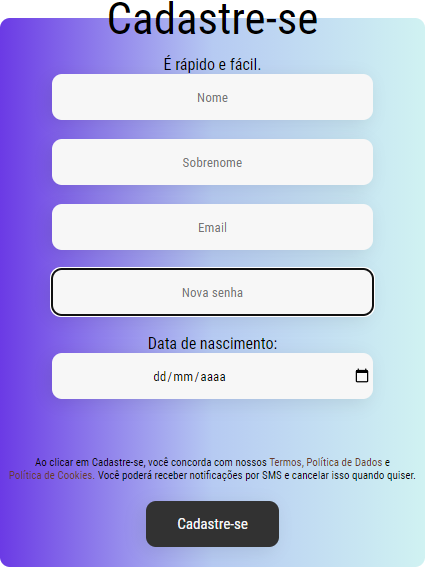 Cadastre-se
É rápido e fácil.
Nome
Sobrenome
Email
Nova senha
Data de nascimento:
dd/mm/aaaa
Ao clicar em Cadastre-se, você concorda com nossos Termos, Política de Dados e
Política de Cookies. Você poderá receber notificações por SMS e cancelar isso quando quiser.
Cadastre-se